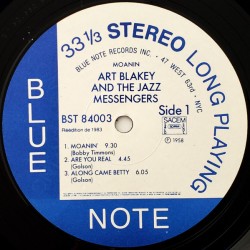 33⅓ STEREO LONG PLAYING
BLUE NOTE RECORDS INC. • 47 WEST 63rd • NYC
MOANIN'
ART BLAKEY
AND THE JAZZ
MESSENGERS
BST 84003
Side 1
Réédition de 1983
SACEM
℗ 1958
1. MOANIN' 9.30
(Bobby Timmons)
2. ARE YOU REAL 4.45
(Golson)
3. ALONG CAME BETTY 6.05
(Golson)
BLUE
NOTE